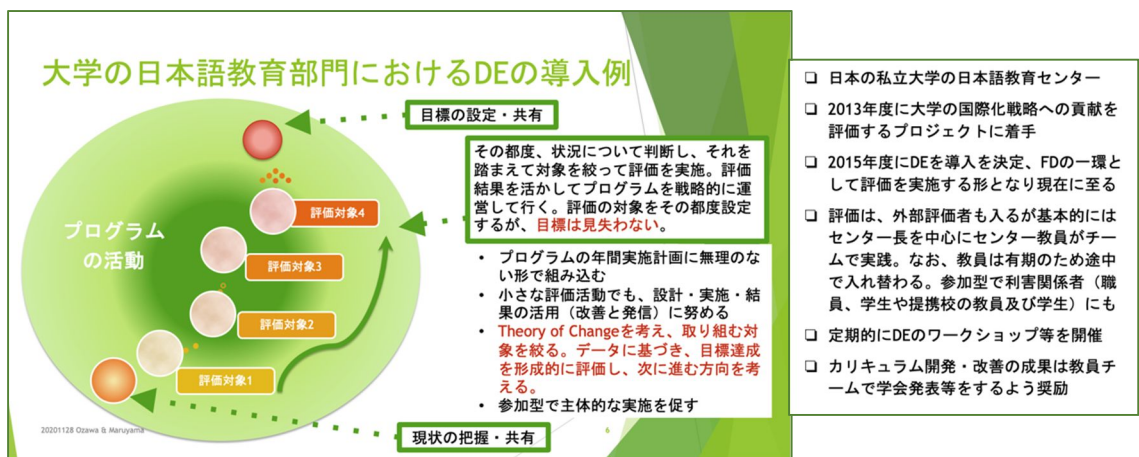 大学の日本語教育部門におけるDEの導入例
目標の設定・共有
その都度、状況について判断し、それを
踏まえて対象を絞って評価を実施。評価
結果を活かしてプログラムを戦略的に運
営して行く。評価の対象をその都度設定
するが、目標は見失わない。
評価対象4
プログラム
の活動
評価対象3
評価対象2
評価対象1
• プログラムの年間実施計画に無理のな
い形で組み込む
• 小さな評価活動でも、設計・実施・結
果の活用（改善と発信）に努める
• Theory of Changeを考え、取り組む対
象を絞る。データに基づき、目標達成
を形成的に評価し、次に進む方向を考
える。
• 参加型で主体的な実施を促す
現状の把握・共有
20201128 Ozawa & Maruyama
6
❑ 日本の私立大学の日本語教育センター
❑ 2013年度に大学の国際化戦略への貢献を
評価するプロジェクトに着手
❑ 2015年度にDEを導入を決定、FDの一環と
して評価を実施する形となり現在に至る
❑ 評価は、外部評価者も入るが基本的には
センター長を中心にセンター教員がチー
ムで実践。なお、教員は有期のため途中
で入れ替わる。参加型で利害関係者（職
員、学生や提携校の教員及び学生）にも
❑ 定期的にDEのワークショップ等を開催
❑ カリキュラム開発・改善の成果は教員チ
ームで学会発表等をするよう奨励